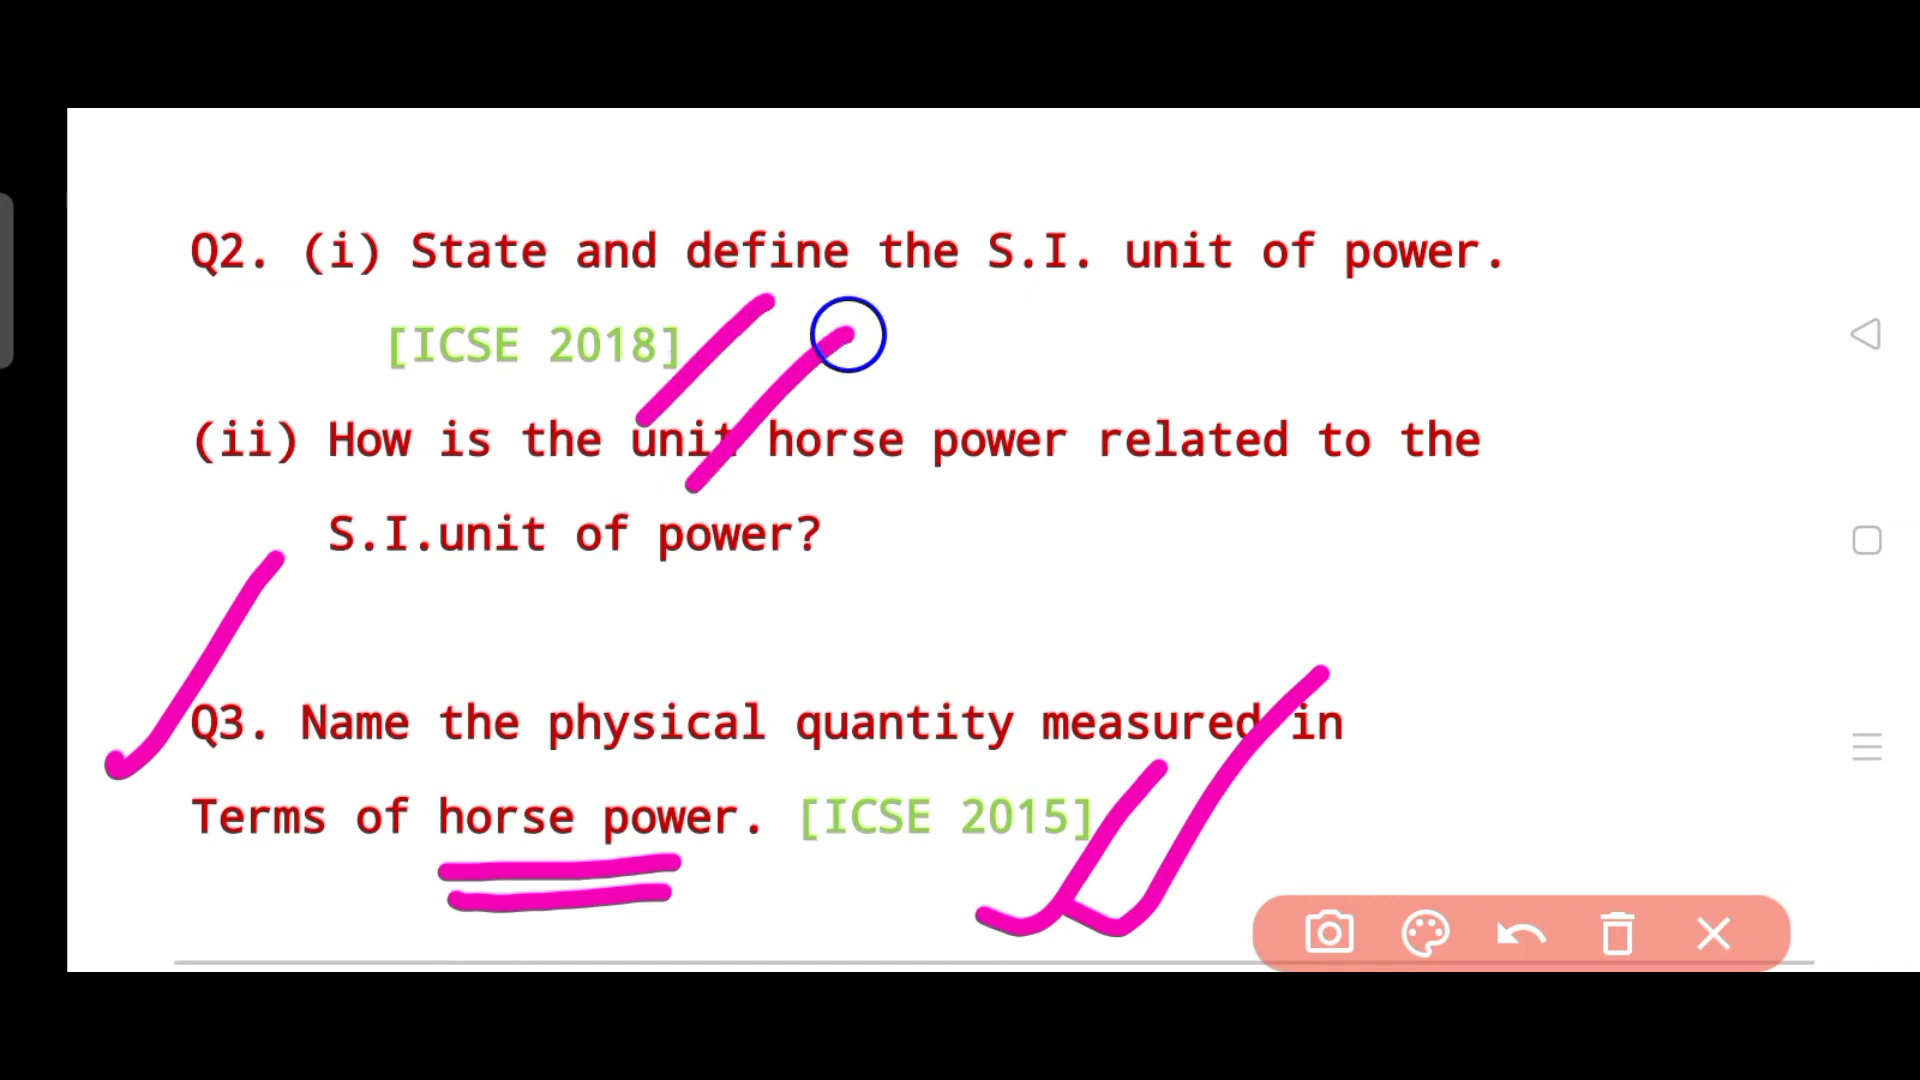 Q2. (i) State and define the S.I. unit of power.
[ICSE 2018]
(ii) How is the unit horse power related to the
S.I.unit of power?
Q3. Name the physical quantity measured in
Terms of horse power. [ICSE 2015]